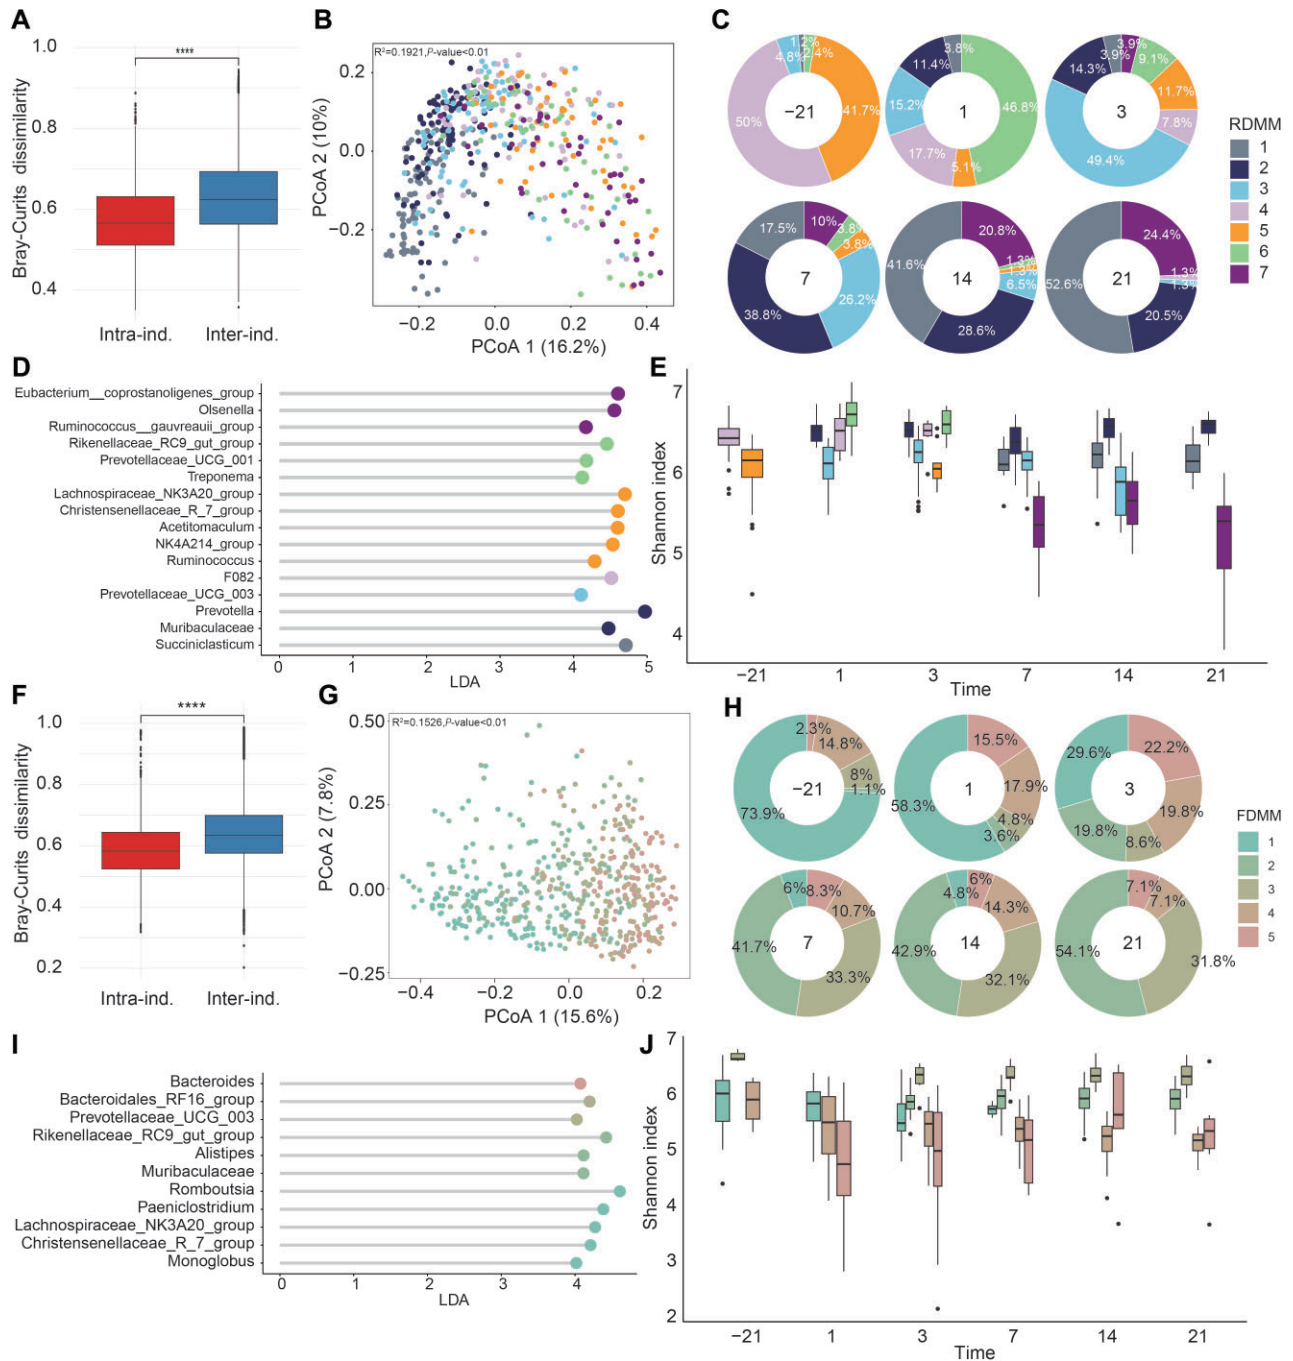 A
Bray-Curits dissimilarity
1.0
0.8
0.6
0.4
****
Intra-ind.
Inter-ind.
B
R²=0.1921,P-value<0.01
PCoA 2 (10%)
0.2
0.0
−0.2
−0.2
0.0
0.2
0.4
PCoA 1 (16.2%)
C
−21
1.2%
2.4%
41.7%
50%
4.8%
1
3.8%
46.8%
5.1%
17.7%
15.2%
11.4%
3
3.9%
9.1%
11.7%
7.8%
49.4%
14.3%
3.9%
7
10%
3.8%
3.8%
26.2%
38.8%
17.5%
14
20.8%
1.3%
1.3%
6.5%
28.6%
41.6%
21
24.4%
1.3%
1.3%
20.5%
52.6%
RDMM
1
2
3
4
5
6
7
D
Eubacterium__coprostanoligenes_group
Olsenella
Ruminococcus__gauvreauii_group
Rikenellaceae_RC9_gut_group
Prevotellaceae_UCG_001
Treponema
Lachnospiraceae_NK3A20_group
Christensenellaceae_R_7_group
Acetitomaculum
NK4A214_group
Ruminococcus
F082
Prevotellaceae_UCG_003
Prevotella
Muribaculaceae
Succiniclasticum
0
1
2
3
4
5
LDA
E
Shannon index
7
6
5
4
−21
1
3
7
14
21
Time
F
Bray-Curits dissimilarity
1.0
0.8
0.6
0.4
0.2
****
Intra-ind.
Inter-ind.
G
R²=0.1526,P-value<0.01
PCoA 2 (7.8%)
0.50
0.25
0.00
−0.25
−0.4
−0.2
0.0
0.2
PCoA 1 (15.6%)
H
−21
2.3%
14.8%
8%
1.1%
73.9%
1
15.5%
17.9%
4.8%
3.6%
58.3%
3
22.2%
19.8%
8.6%
19.8%
29.6%
7
8.3%
10.7%
33.3%
41.7%
6%
14
6%
14.3%
32.1%
42.9%
4.8%
21
7.1%
7.1%
31.8%
54.1%
FDMM
1
2
3
4
5
I
Bacteroides
Bacteroidales_RF16_group
Prevotellaceae_UCG_003
Rikenellaceae_RC9_gut_group
Alistipes
Muribaculaceae
Romboutsia
Paeniclostridium
Lachnospiraceae_NK3A20_group
Christensenellaceae_R_7_group
Monoglobus
0
1
2
3
4
LDA
J
Shannon index
7
6
5
4
3
2
−21
1
3
7
14
21
Time